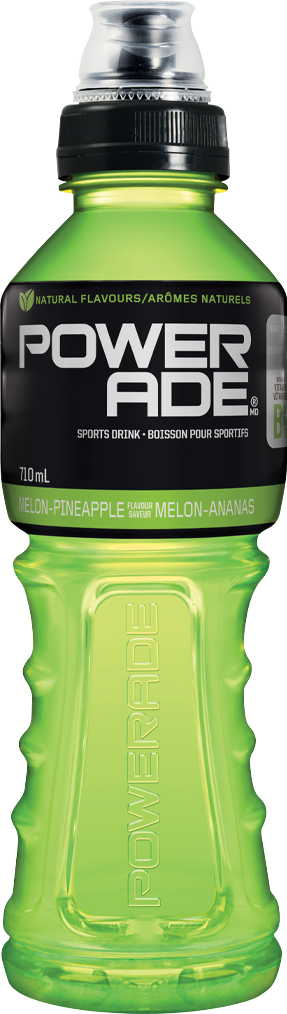 NATURAL FLAVOURS/ARÔMES NATURELS
POWER
ADE®
MD
SPORTS DRINK • BOISSON POUR SPORTIFS
710 mL
MELON-PINEAPPLE FLAVOUR SAVEUR MELON-ANANAS
POWERADE